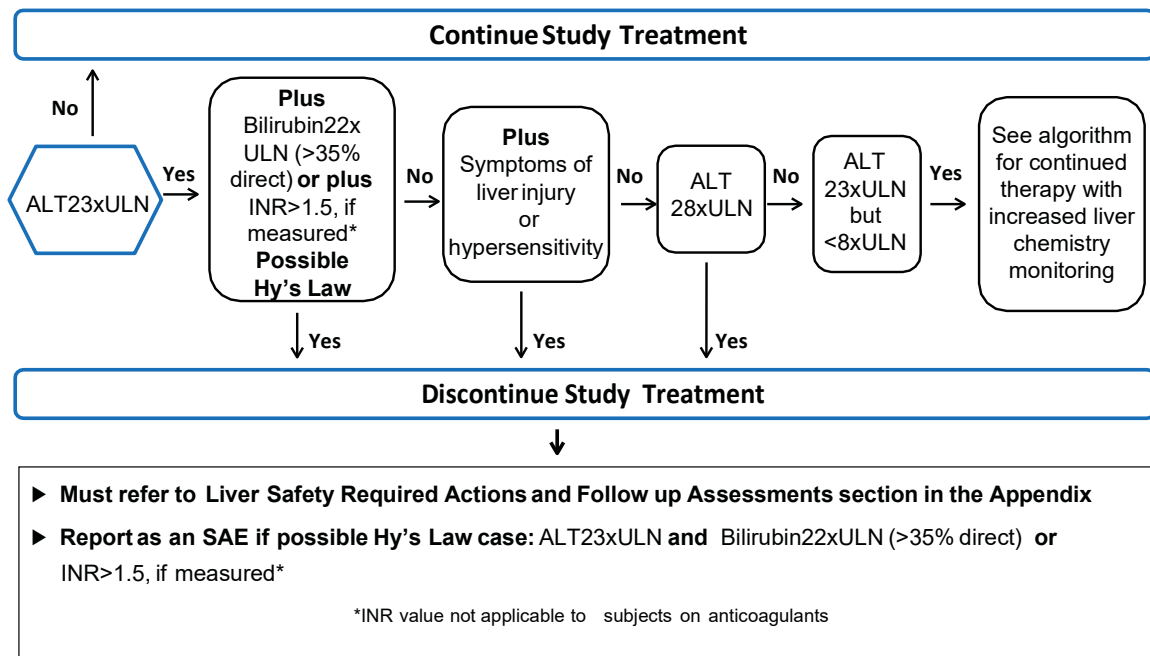 Continue Study Treatment
No
ALT23xULN
Yes
Plus
Bilirubin22x
ULN (>35%
direct) or plus
INR>1.5, if
measured*
Possible
Hy's Law
No
Plus
Symptoms of
liver injury
or
hypersensitivity
No
ALT
28xULN
No
ALT
23xULN
but
<8xULN
Yes
See algorithm
for continued
therapy with
increased liver
chemistry
monitoring
Yes
Yes
Yes
Discontinue Study Treatment
Must refer to Liver Safety Required Actions and Follow up Assessments section in the Appendix
Report as an SAE if possible Hy's Law case: ALT23xULN and Bilirubin22xULN (>35% direct) or
INR>1.5, if measured*
*INR value not applicable to subjects on anticoagulants